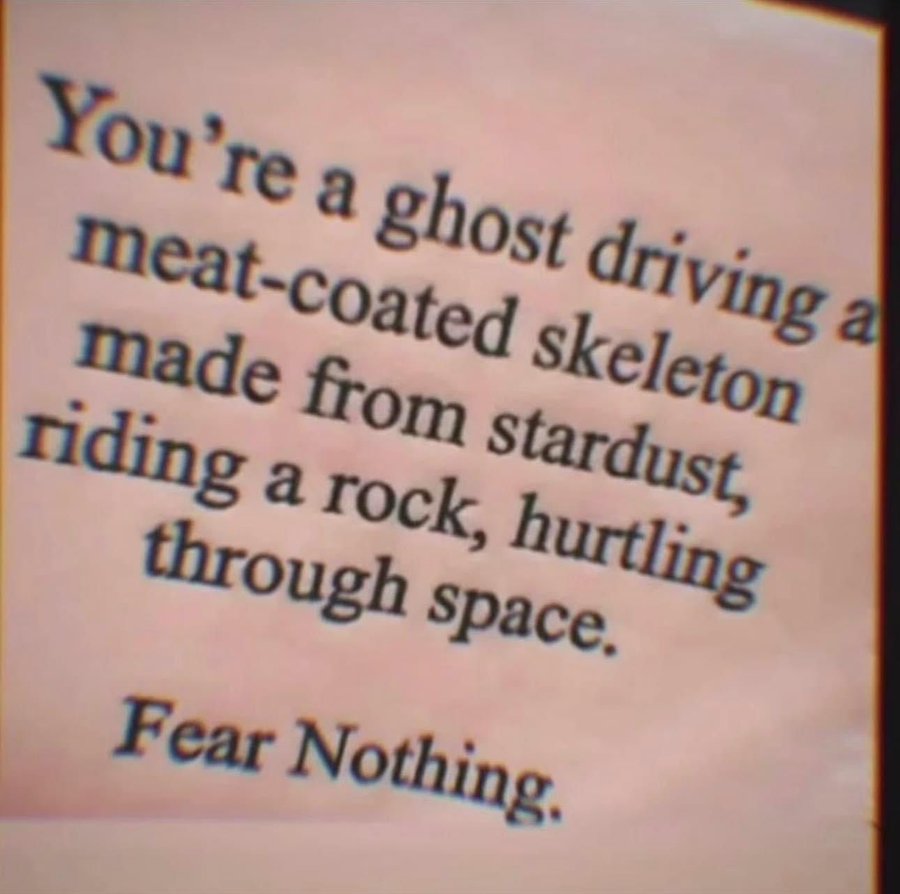 You're a ghost driving a
meat-coated skeleton
made from stardust,
riding a rock, hurtling
through space.
Fear Nothing.